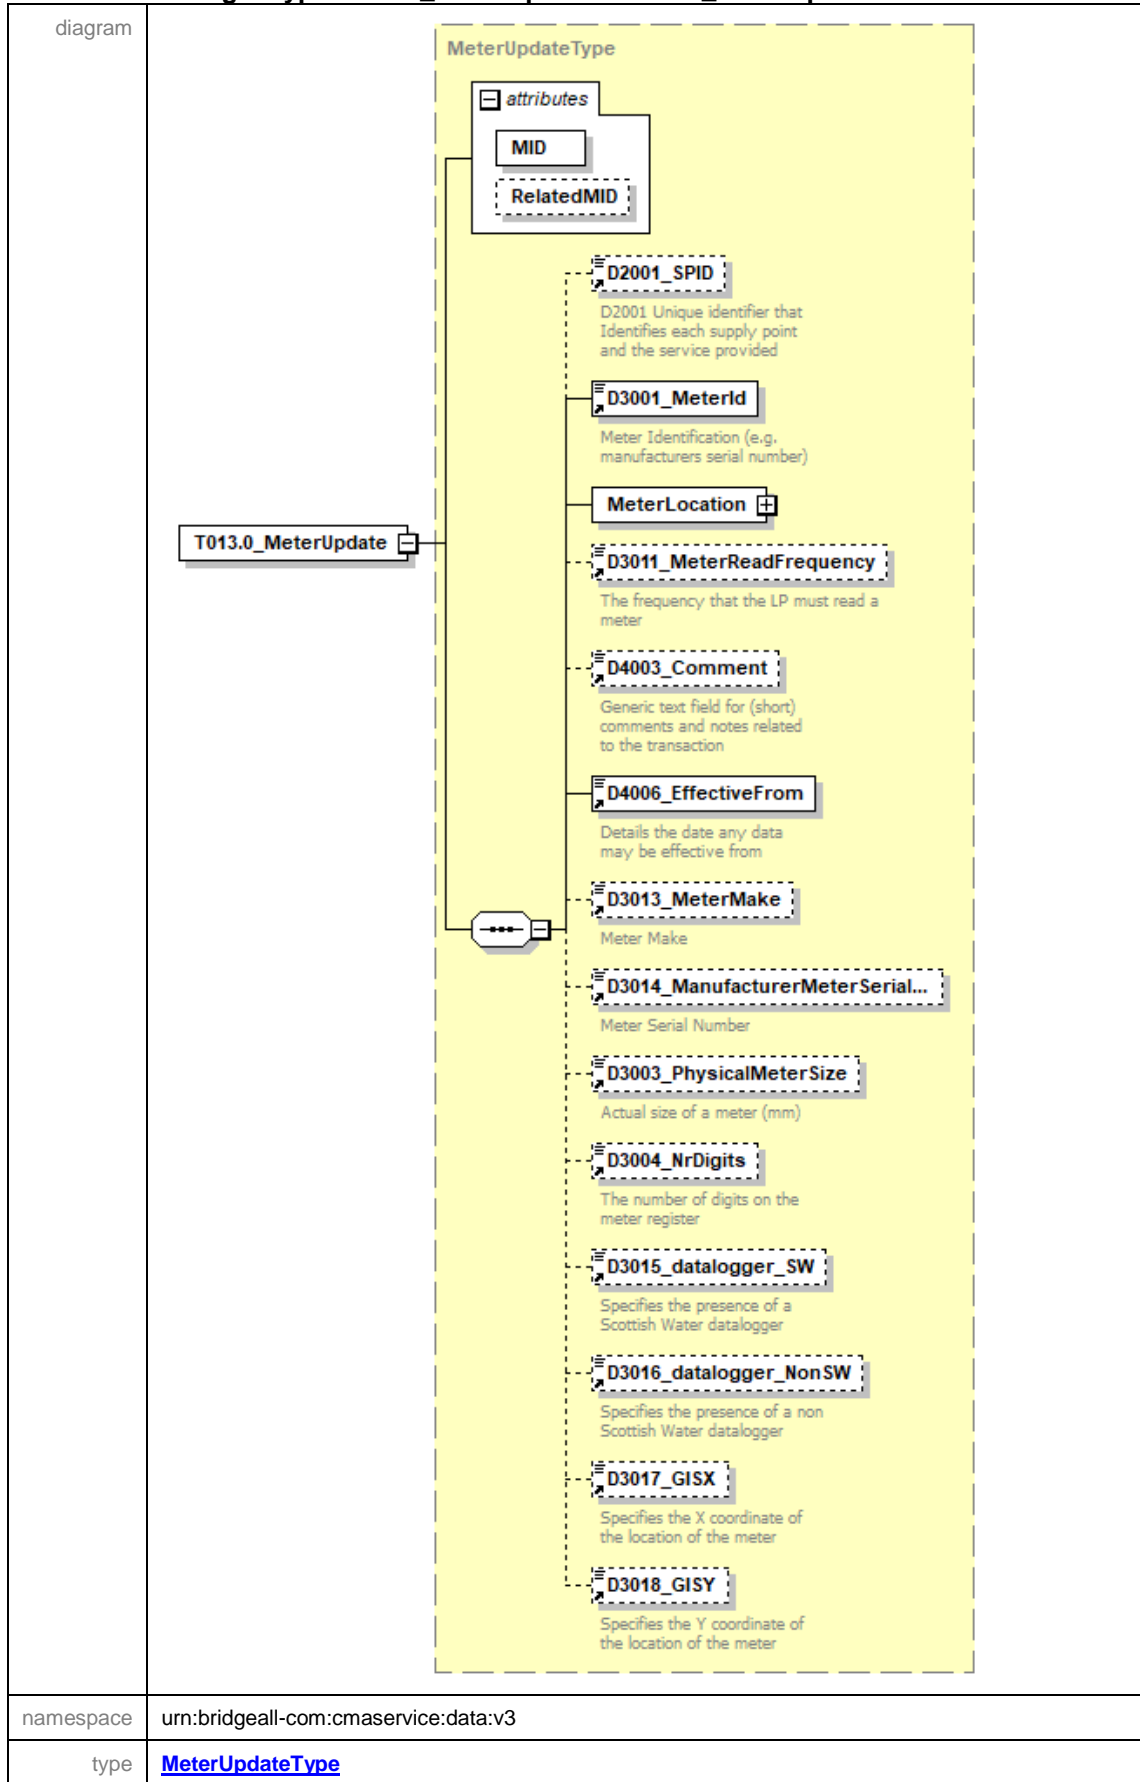 diagram
MeterUpdateType
attributes
MID
RelatedMID
D2001_SPID
D2001 Unique identifier that
Identifies each supply point
and the service provided
D3001_MeterId
Meter Identification (e.g.
manufacturers serial number)
MeterLocation
T013.0_MeterUpdate
D3011_MeterReadFrequency
The frequency that the LP must read a
meter
D4003_Comment
Generic text field for (short)
comments and notes related
to the transaction
D4006_EffectiveFrom
Details the date any data
may be effective from
D3013_MeterMake
Meter Make
D3014_ManufacturerMeterSerial...
Meter Serial Number
D3003_PhysicalMeterSize
Actual size of a meter (mm)
D3004_NrDigits
The number of digits on the
meter register
D3015_datalogger_SW
Specifies the presence of a
Scottish Water datalogger
D3016_datalogger_NonSW
Specifies the presence of a non
Scottish Water datalogger
D3017_GISX
Specifies the X coordinate of
the location of the meter
D3018_GISY
Specifies the Y coordinate of
the location of the meter
namespace urn:bridgeall-com:cmaservice:data:v3
type MeterUpdateType